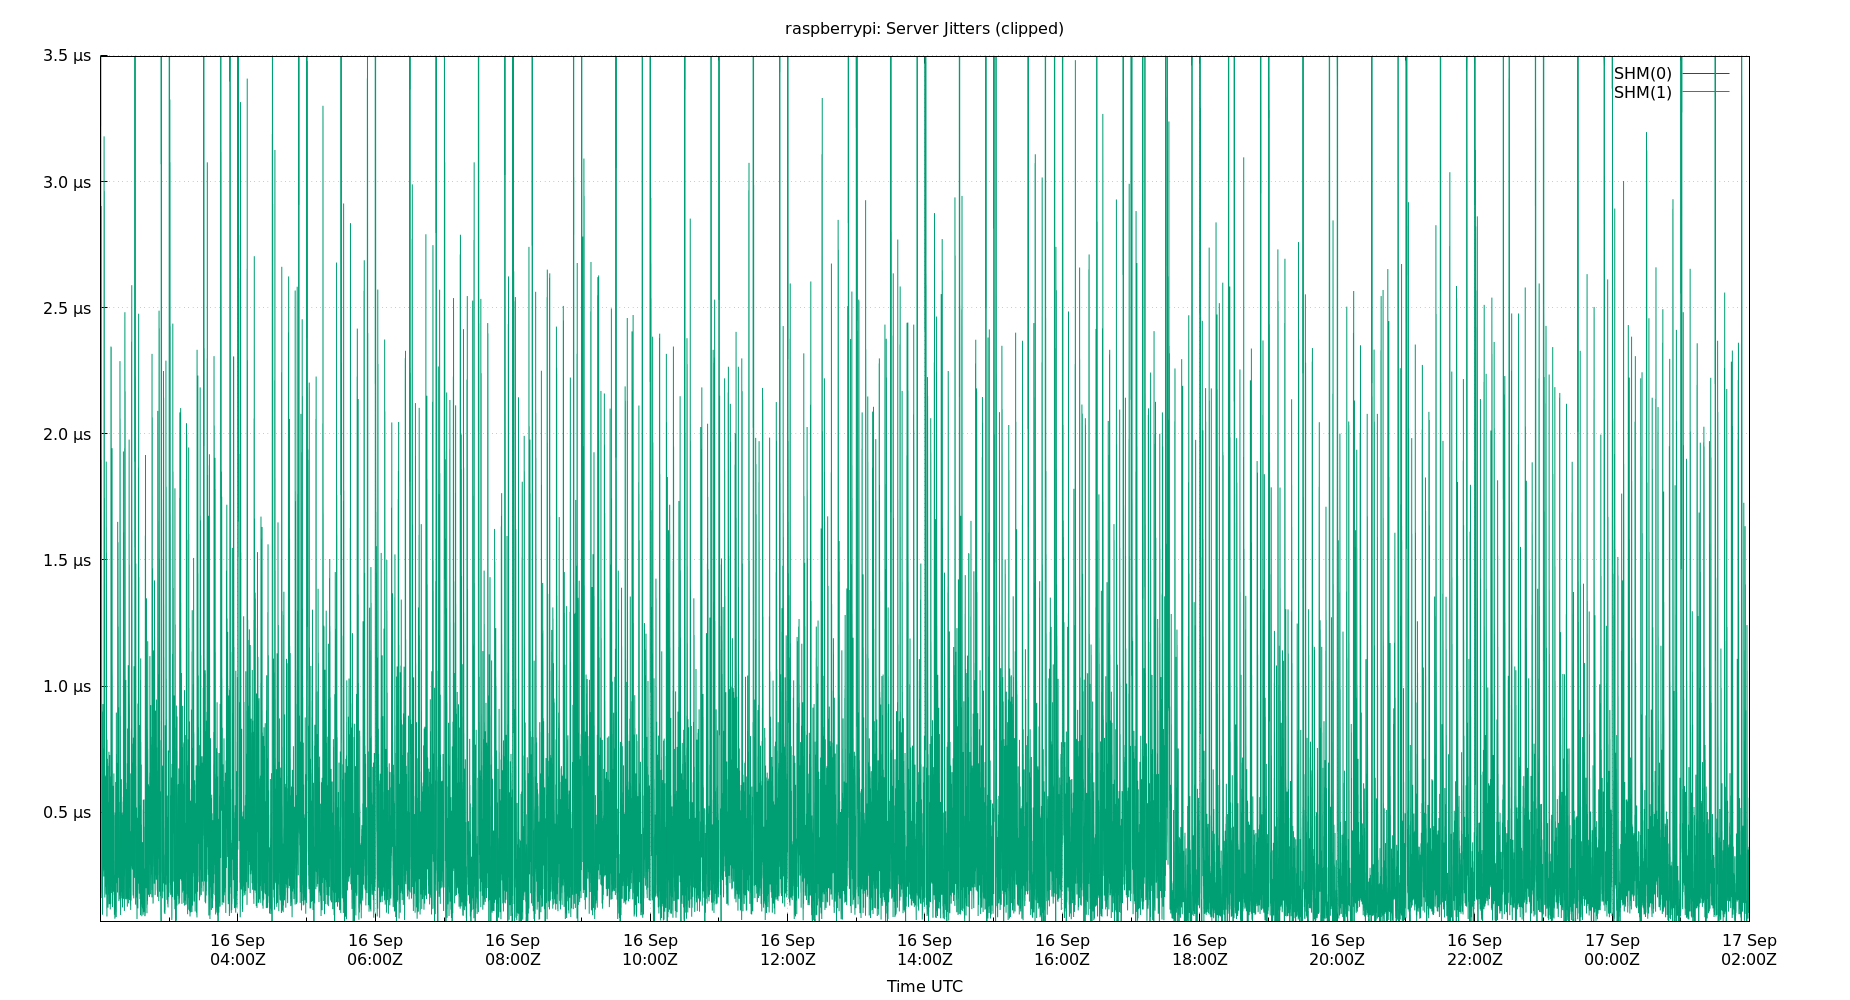 raspberrypi: Server Jitters (clipped)
3.5 µs
SHM(0)
SHM(1)
3.0 µs
2.5 µs
2.0 µs
1.5 µs
1.0 µs
0.5 µs
16 Sep 16 Sep 16 Sep 16 Sep 16 Sep 16 Sep 16 Sep 16 Sep 16 Sep 16 Sep 17 Sep 17 Sep
04:00Z 06:00Z 08:00Z 10:00Z 12:00Z 14:00Z 16:00Z 18:00Z 20:00Z 22:00Z 00:00Z 02:00Z
Time UTC